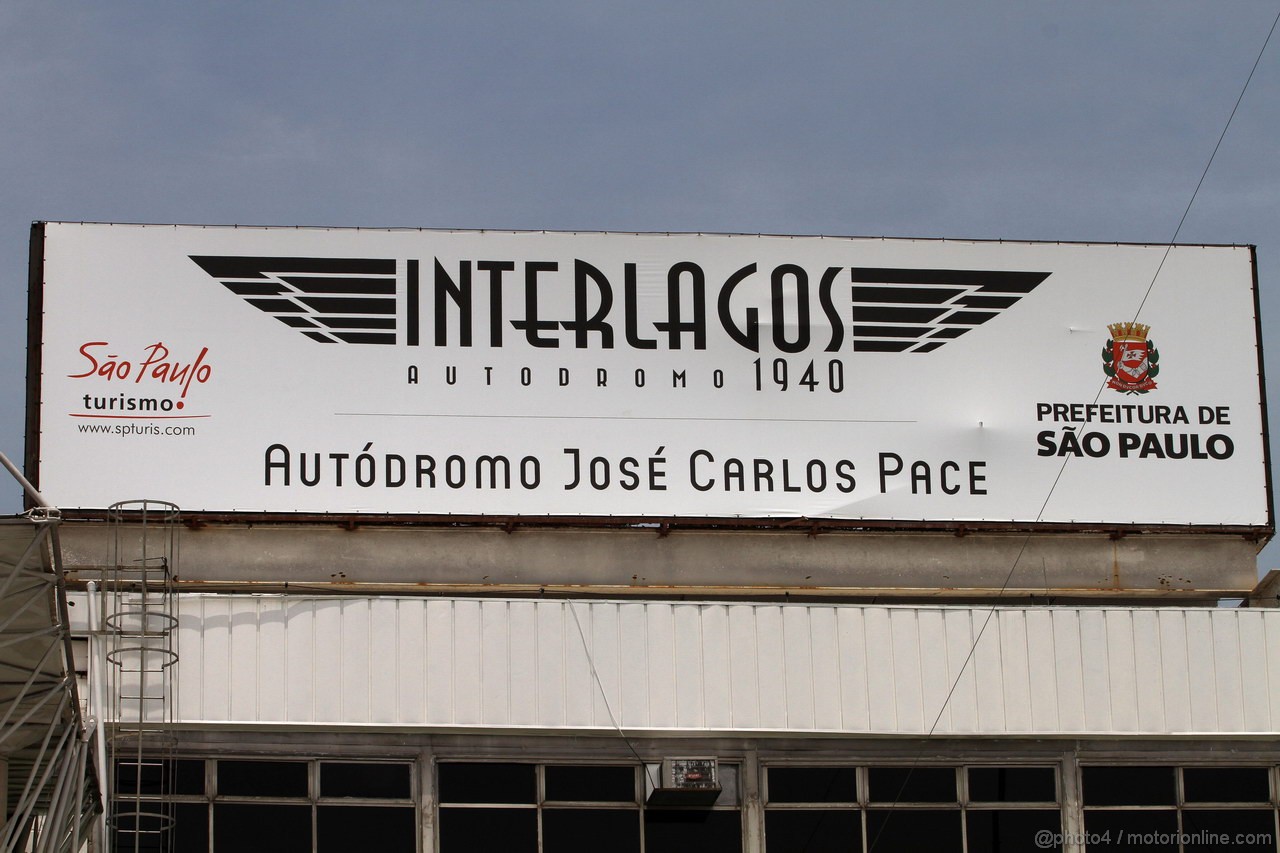 INTERLAGOS
AUTODROMO 1940
São Paulo
turismo.
www.spturis.com
AUTÓDROMO JOSÉ CARLOS PACE
PREFEITURA DE
SÃO PAULO
@photo4 / motorionline.com